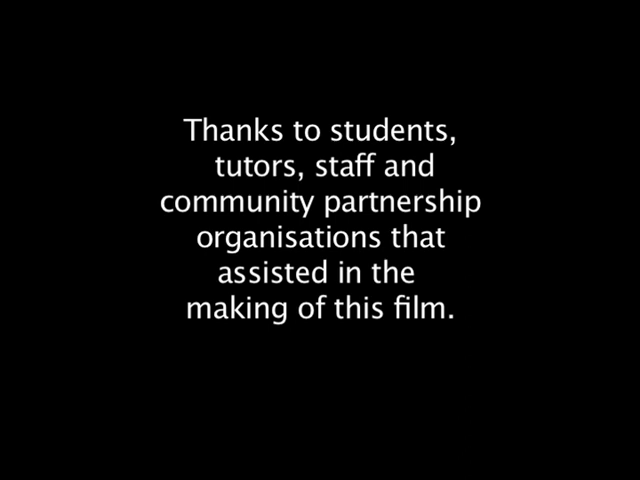 Thanks to students,
tutors, staff and
community partnership
organisations that
assisted in the
making of this film.